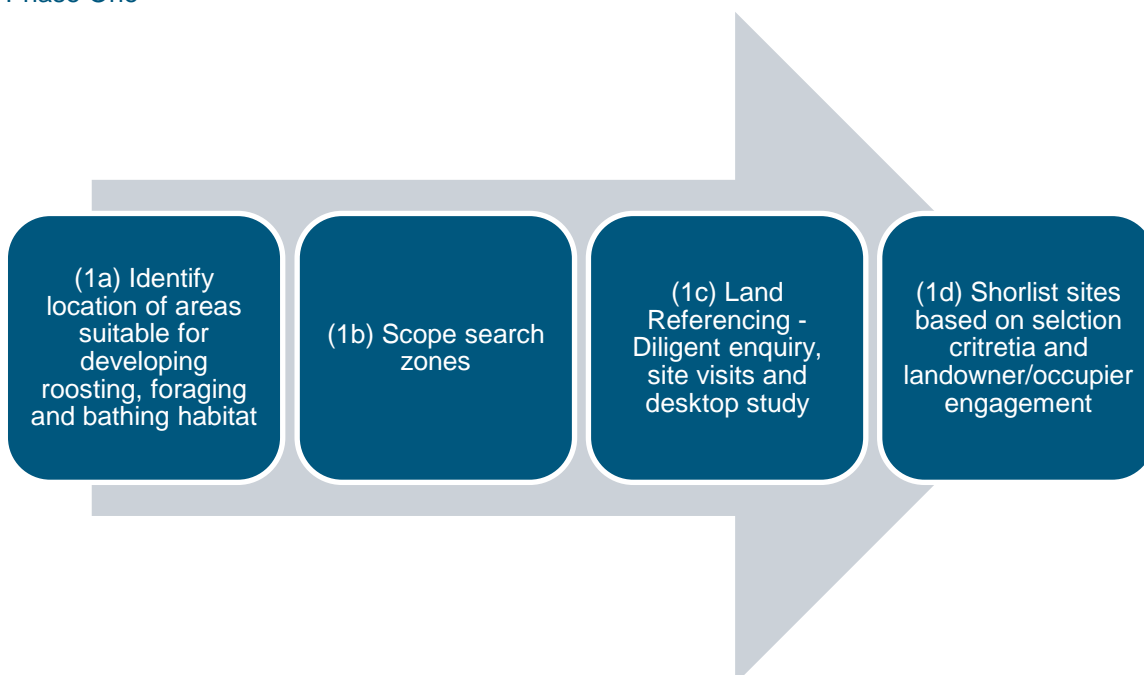 Phase One
(1a) Identify
location of areas
suitable for
developing
roosting, foraging
and bathing habitat
(1b) Scope search
zones
(1c) Land
Referencing -
Diligent enquiry,
site visits and
desktop study
(1d) Shorlist sites
based on selction
critretia and
landowner/occupier
engagement